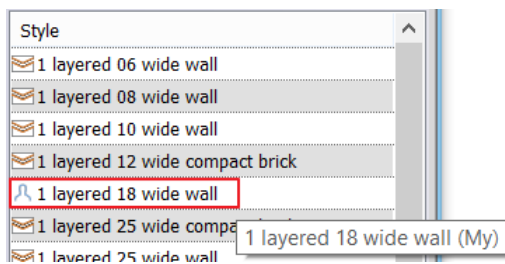 Style
1 layered 06 wide wall
1 layered 08 wide wall
1 layered 10 wide wall
1 layered 12 wide compact brick
1 layered 18 wide wall
1 layered 25 wide
1 layered 18 wide wall (My)
1 layered 25 wide wall